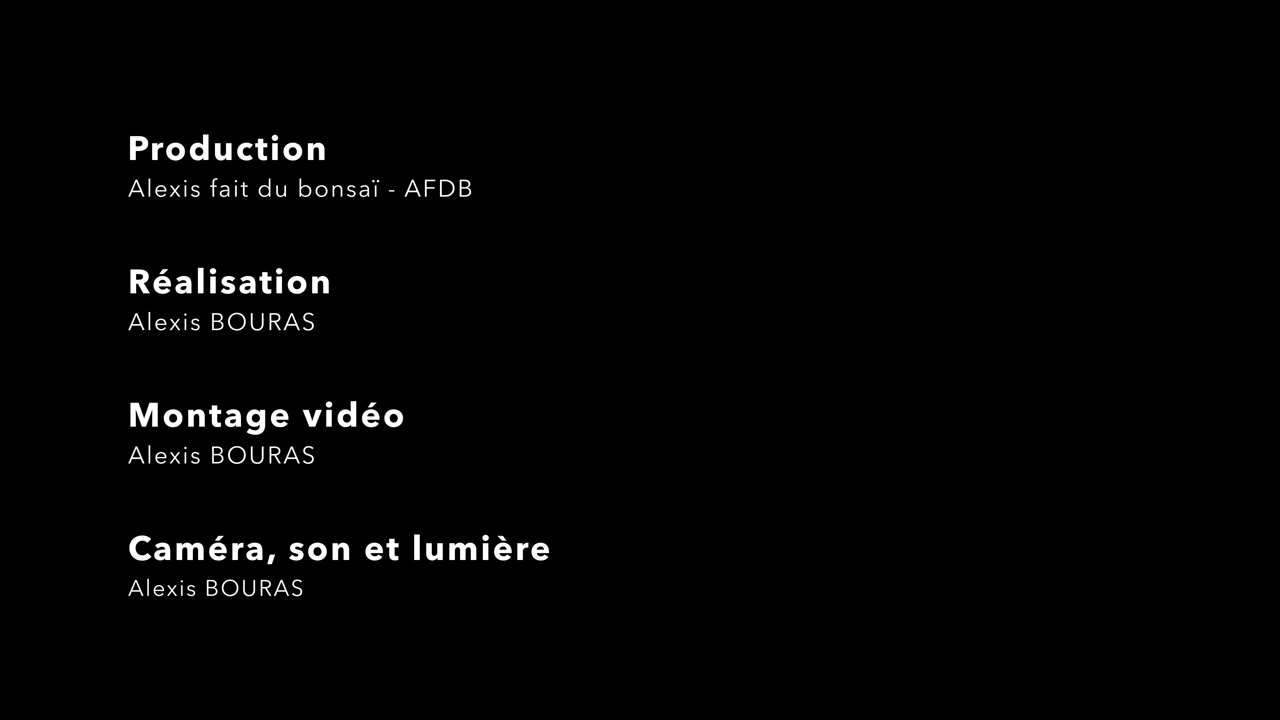 Production
Alexis fait du bonsaï - AFDB
Réalisation
Alexis BOURAS
Montage vidéo
Alexis BOURAS
Caméra, son et lumière
Alexis BOURAS